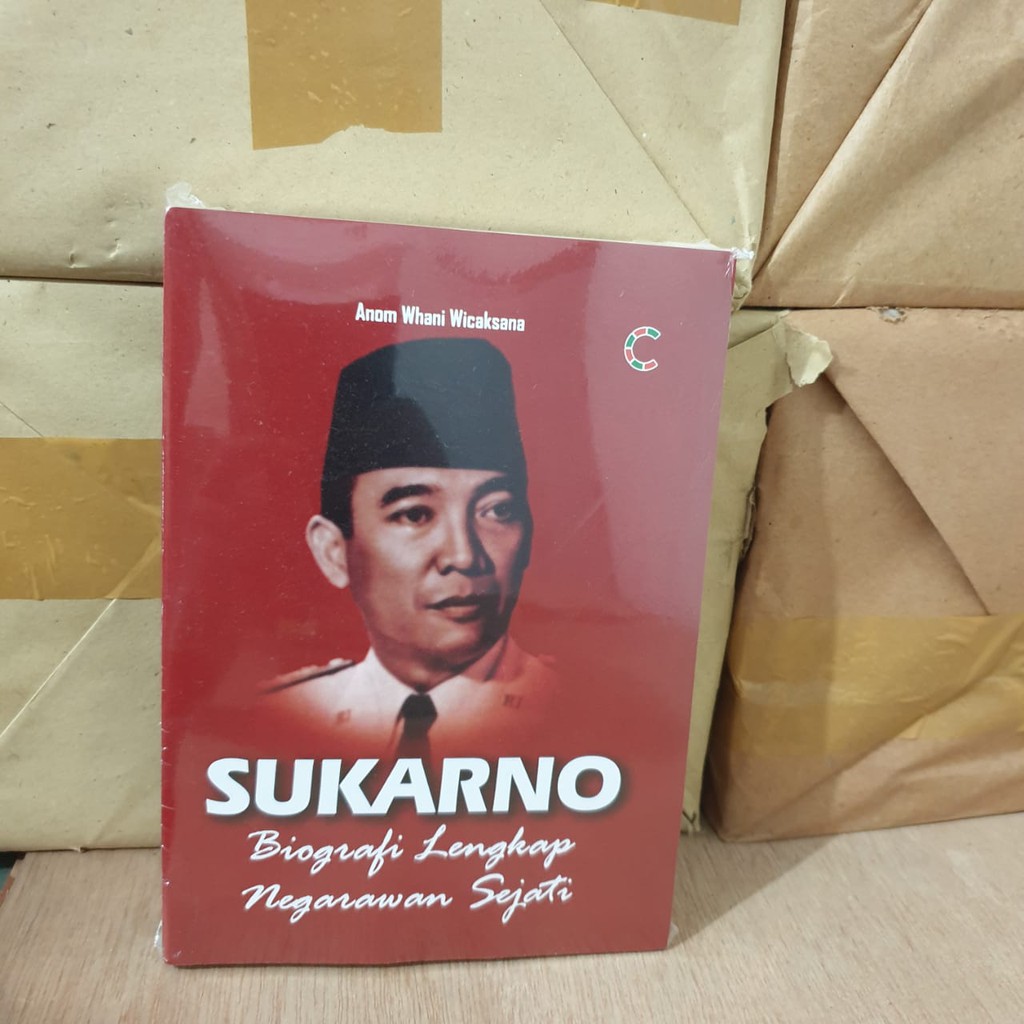 Anom Whani Wicaksana
C
SUKARNO
Biografi Lengkap
Negarawan Sejati